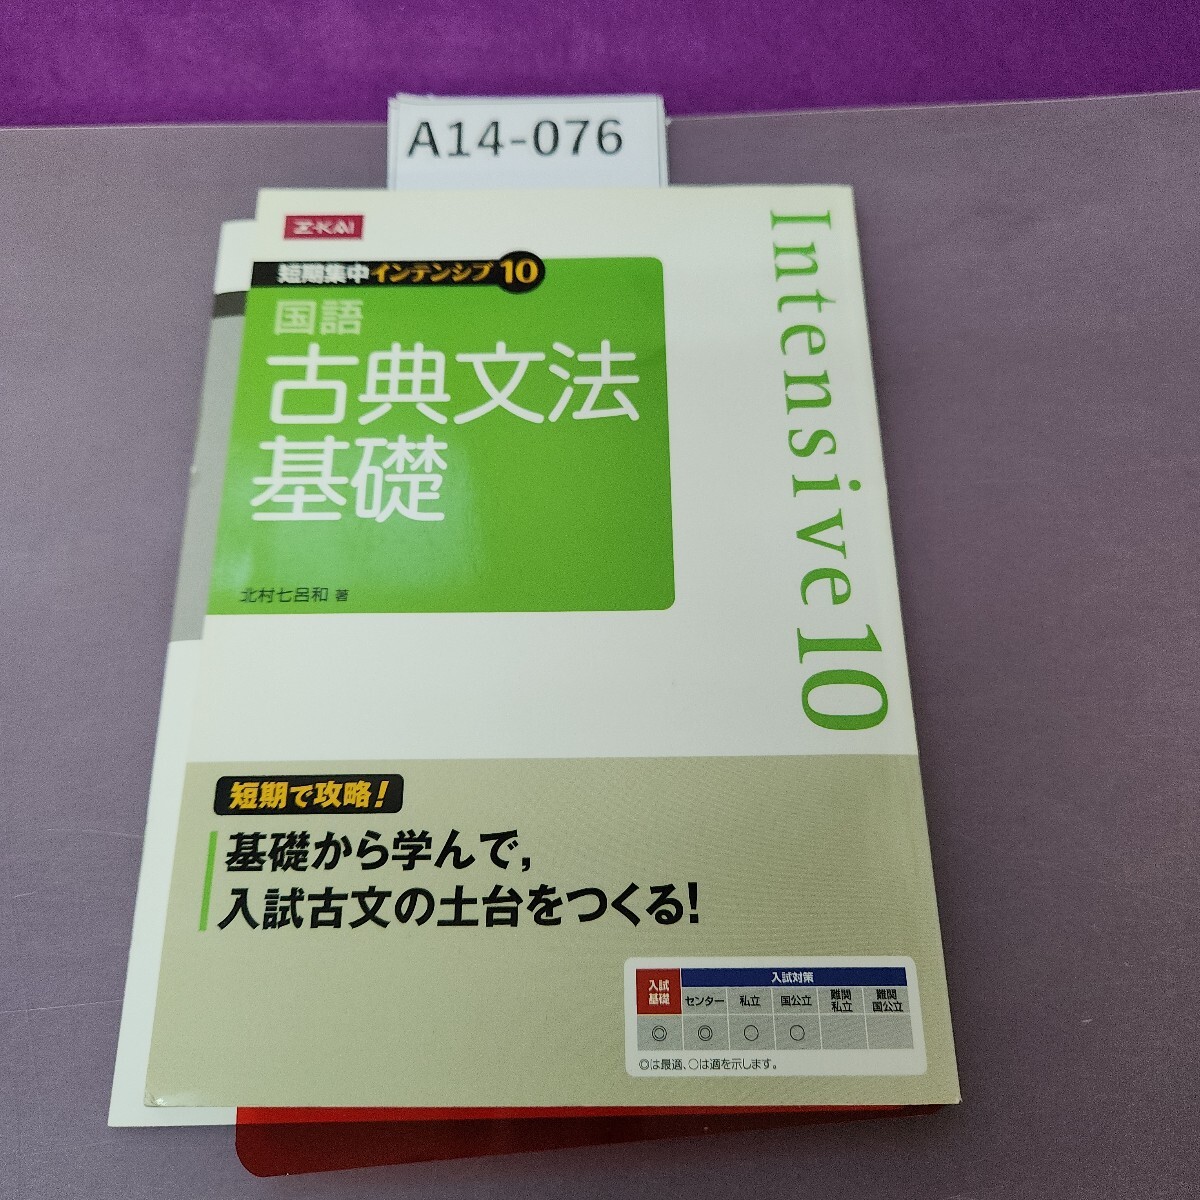 A14-076
Z-KAI
短期集中インテンシブ10
国語
古典文法
基礎
北村七呂和 著
Intensive10
短期で攻略!
基礎から学んで,
入試古文の土台をつくる!
入試基礎 入試対策
センター 私立 国公立 難関私立 難関国公立
◎ ◎ ○ ○
◎は最適、○は適を示します。